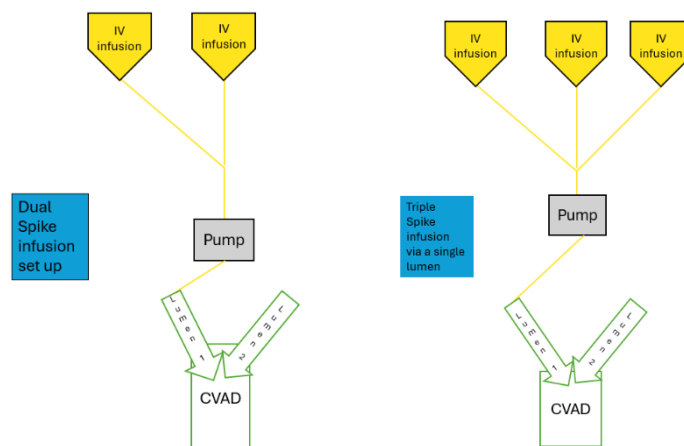 IV
infusion
IV
infusion
Dual
Spike
infusion
set up
Pump
LuMen 1
LuMen 2
CVAD
IV
infusion
IV
infusion
IV
infusion
Triple
Spike
infusion
via a single
lumen
Pump
LuMen 1
LuMen 2
CVAD